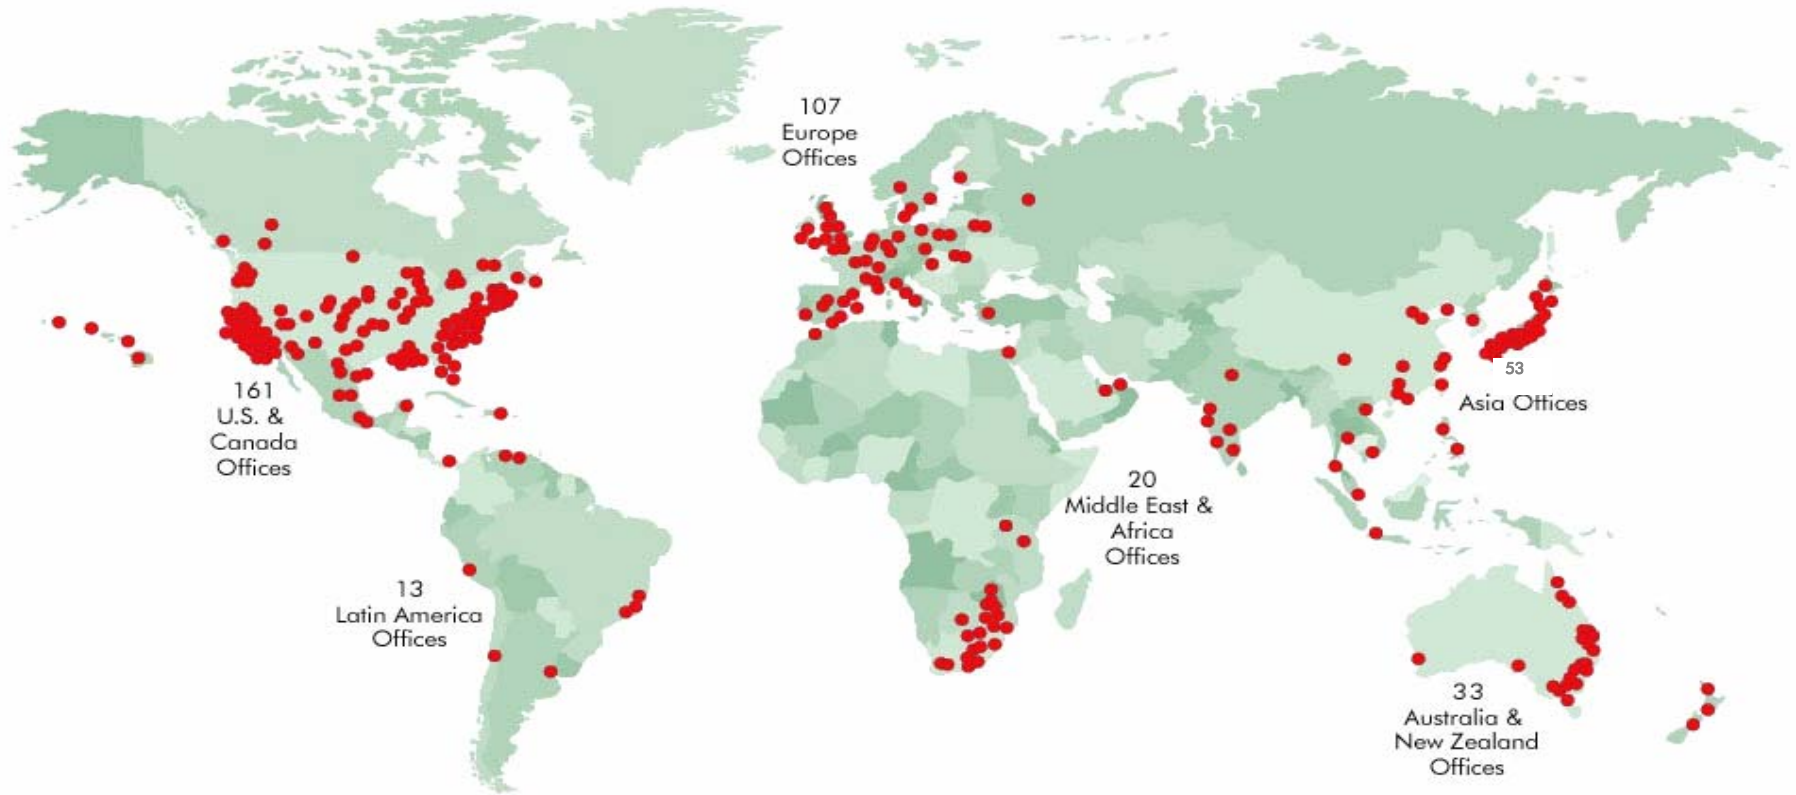 107
Europe
Offices
161
U.S. &
Canada
Offices
53
Asia Offices
20
Middle East &
Africa
Offices
13
Latin America
Offices
33
Australia &
New Zealand
Offices